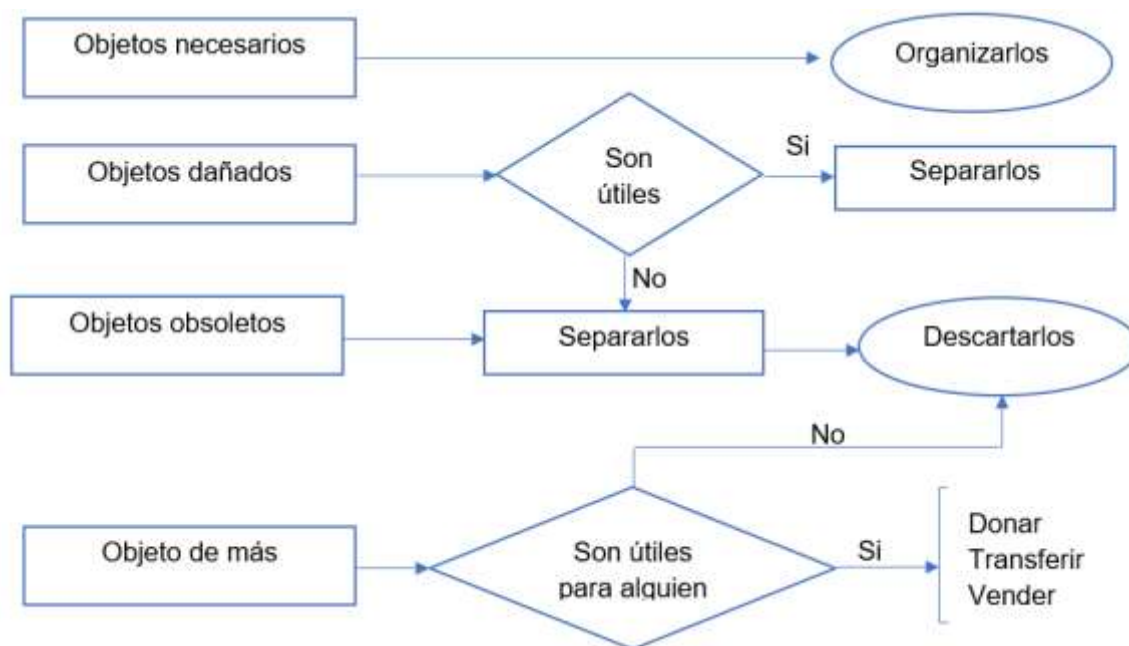 Objetos necesarios
Organizarlos
Objetos dañados
Son
útiles
Si
Separarlos
No
Objetos obsoletos
Separarlos
Descartarlos
No
Objeto de más
Son útiles
para alguien
Si
Donar
Transferir
Vender